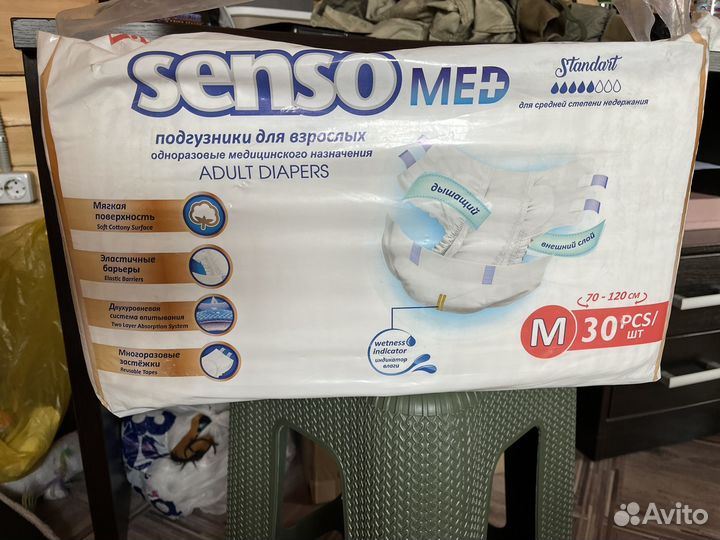 senso MED
Standart
для средней степени недержания
подгузники для взрослых
одноразовые медицинского назначения
ADULT DIAPERS
дышащий
внешний слой
Мягкая
поверхность
Soft Cottony Surface
Эластичные
барьеры
Elastic Barriers
Двухуровневая
система впитывания
Two Layer Absorption System
Многоразовые
застёжки
Reusable Tapes
wetness
indicator
индикатор
влаги
70 - 120 см
M 30 PCS/
ШТ
Avito